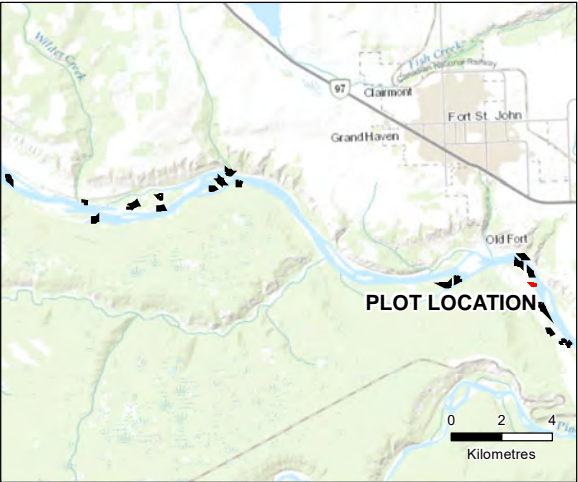 Wilder Creek
Fish Creek
Canadian National Railway
97
Clairmont
Fort St. John
Grand Haven
Old Fort
PLOT LOCATION
0 2 4
Kilometres